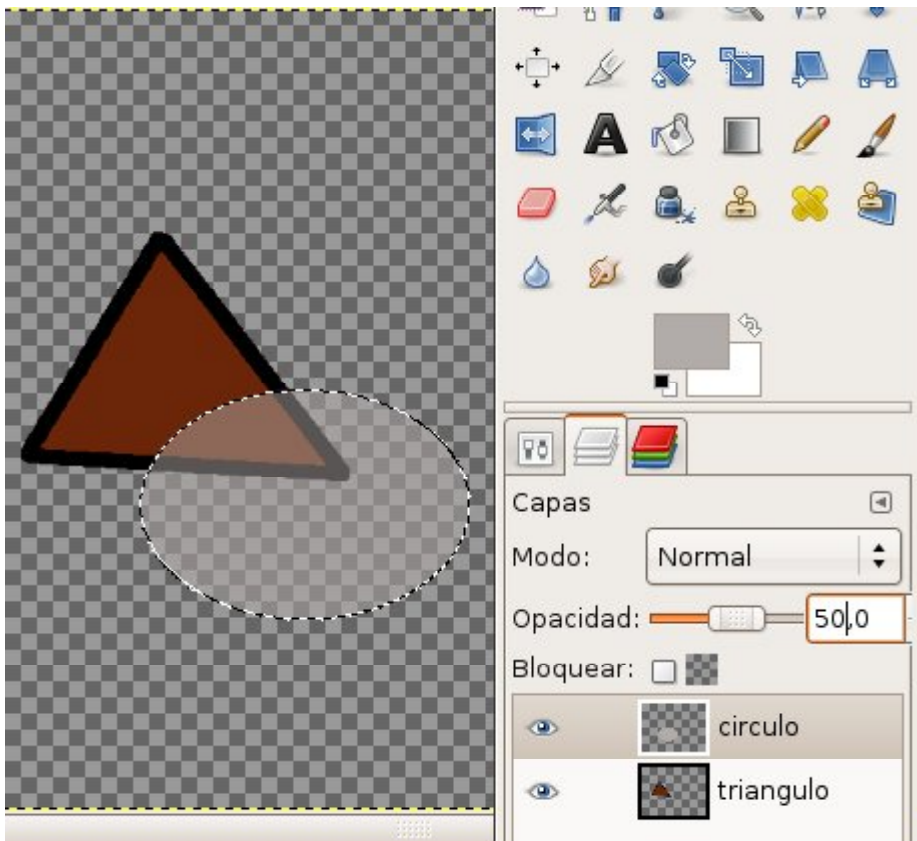 Capas
Modo: Normal
Opacidad: 50,0
Bloquear:
circulo
triangulo